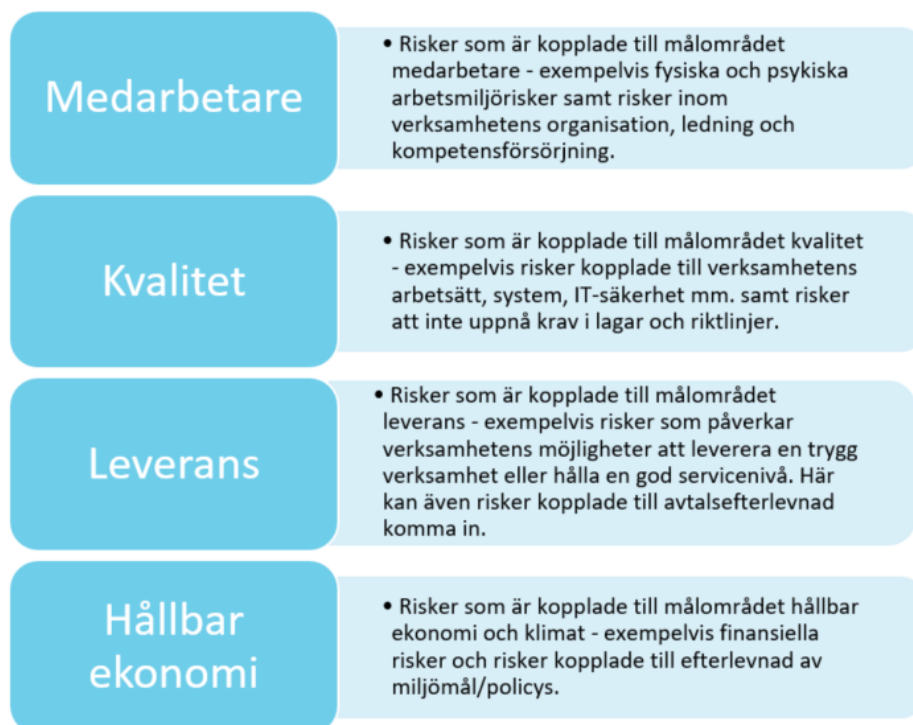 Medarbetare
• Risker som är kopplade till målområdet
medarbetare - exempelvis fysiska och psykiska
arbetsmiljörisker samt risker inom
verksamhetens organisation, ledning och
kompetensförsörjning.
Kvalitet
• Risker som är kopplade till målområdet kvalitet
- exempelvis risker kopplade till verksamhetens
arbetsätt, system, IT-säkerhet mm. samt risker
att inte uppnå krav i lagar och riktlinjer.
Leverans
• Risker som är kopplade till målområdet
leverans - exempelvis risker som påverkar
verksamhetens möjligheter att leverera en trygg
verksamhet eller hålla en god servicenivå. Här
kan även risker kopplade till avtalsefterlevnad
komma in.
Hållbar
ekonomi
• Risker som är kopplade till målområdet hållbar
ekonomi och klimat - exempelvis finansiella
risker och risker kopplade till efterlevnad av
miljömål/policys.